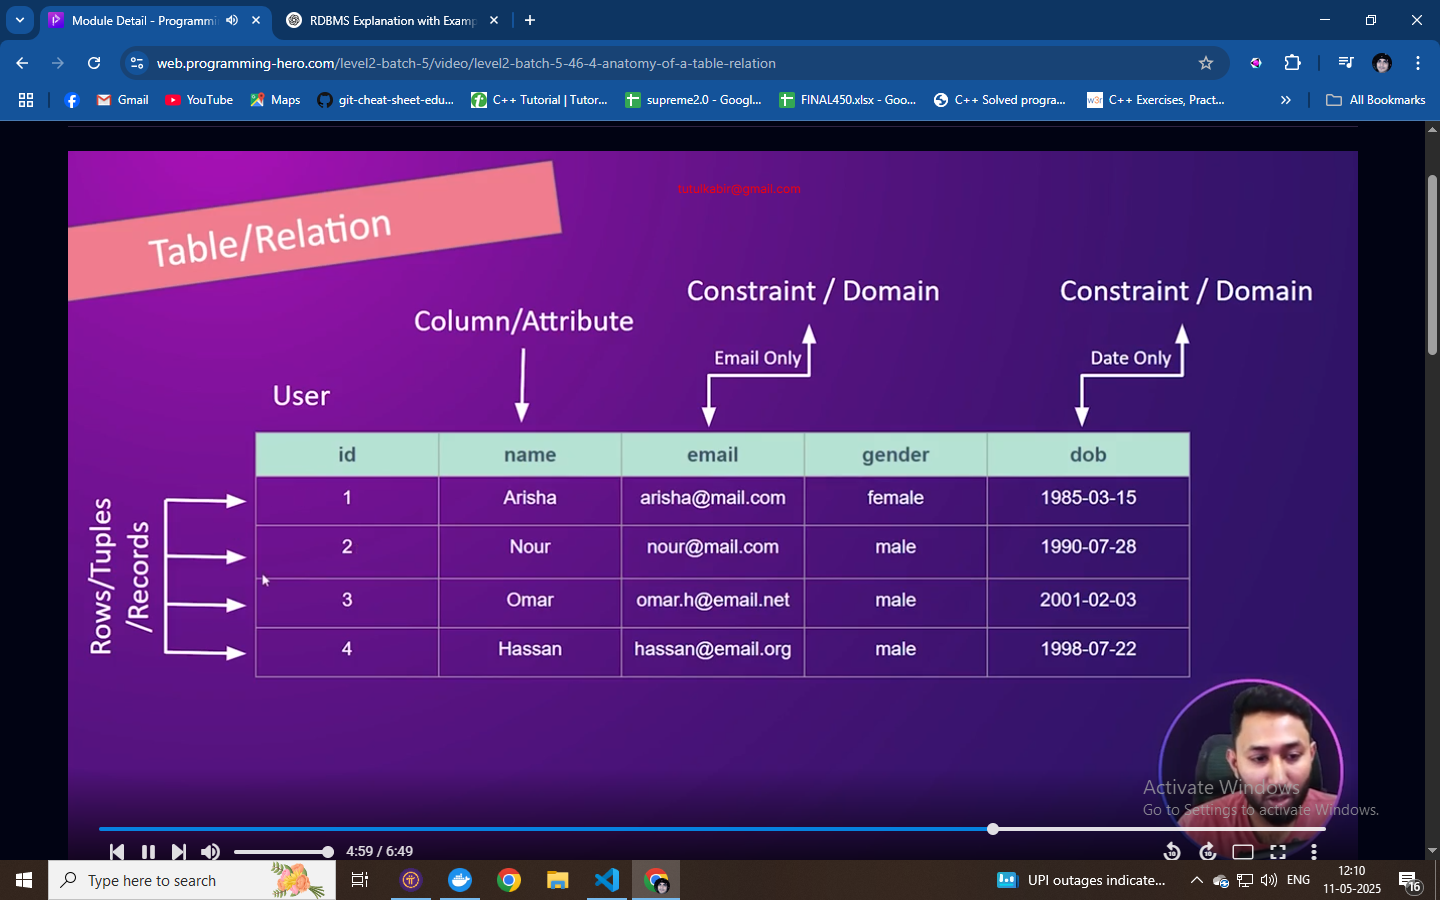 Module Detail - Programmi
RDBMS Explanation with Examp
web.programming-hero.com/level2-batch-5/video/level2-batch-5-46-4-anatomy-of-a-table-relation
Gmail
YouTube
Maps
git-cheat-sheet-edu...
C++ Tutorial | Tutor...
supreme2.0 - Googl...
FINAL450.xlsx - Goo...
C++ Solved progra...
w3r
C++ Exercises, Pract...
All Bookmarks
tutulkabir@gmail.com
Table/Relation
Constraint / Domain
Constraint / Domain
Column/Attribute
Email Only
Date Only
User
Rows/Tuples
/Records
id name email gender dob
1 Arisha arisha@mail.com female 1985-03-15
2 Nour nour@mail.com male 1990-07-28
3 Omar omar.h@email.net male 2001-02-03
4 Hassan hassan@email.org male 1998-07-22
Activate Windows
Go to Settings to activate Windows.
4:59 / 6:49
10
10
Type here to search
UPI outages indicate...
ENG
12:10
11-05-2025
16